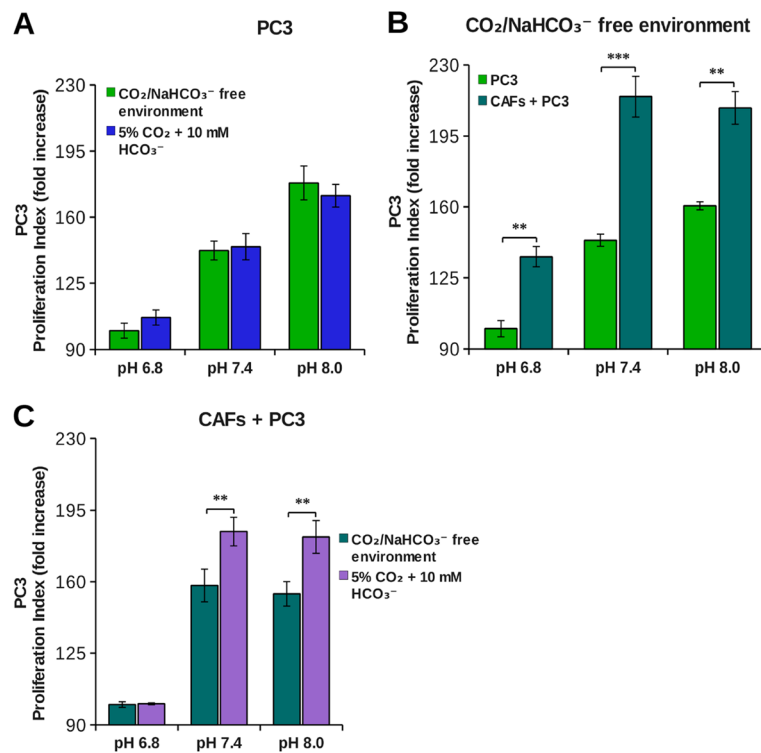 A
PC3
PC3
Proliferation Index (fold increase)
230
195
160
125
90
CO₂/NaHCO₃⁻ free
environment
5% CO₂ + 10 mM
HCO₃⁻
pH 6.8
pH 7.4
pH 8.0
B
CO₂/NaHCO₃⁻ free environment
PC3
Proliferation Index (fold increase)
230
195
160
125
90
PC3
CAFs + PC3
**
***
**
pH 6.8
pH 7.4
pH 8.0
C
CAFs + PC3
PC3
Proliferation Index (fold increase)
230
195
160
125
90
**
**
CO₂/NaHCO₃⁻ free
environment
5% CO₂ + 10 mM
HCO₃⁻
pH 6.8
pH 7.4
pH 8.0